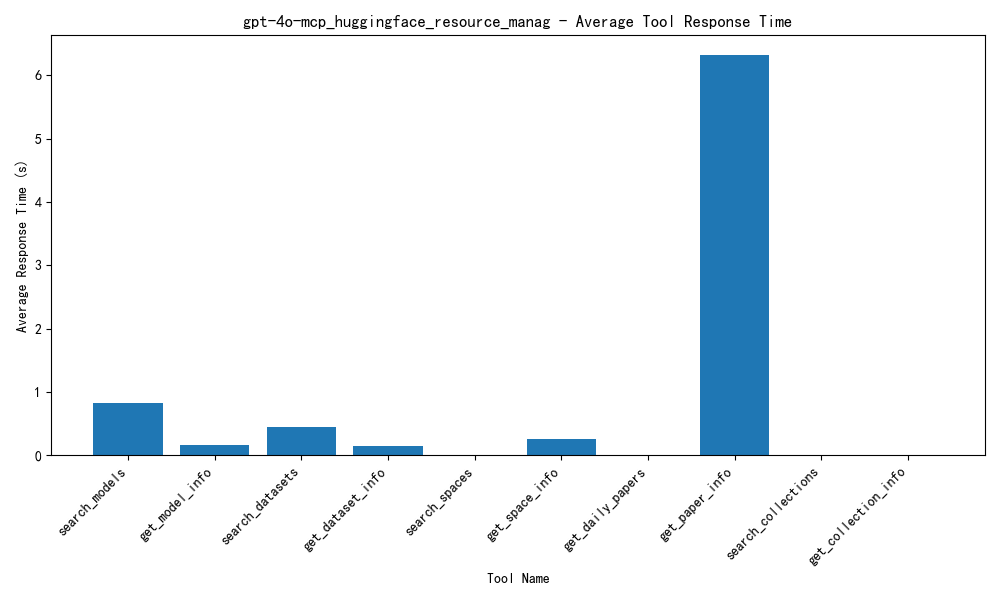 gpt-4o-mcp_huggingface_resource_manag - Average Tool Response Time
Average Response Time (s)
6
5
4
3
2
1
0
search_models
get_model_info
search_datasets
get_dataset_info
search_spaces
get_space_info
get_daily_papers
get_paper_info
search_collections
get_collection_info
Tool Name